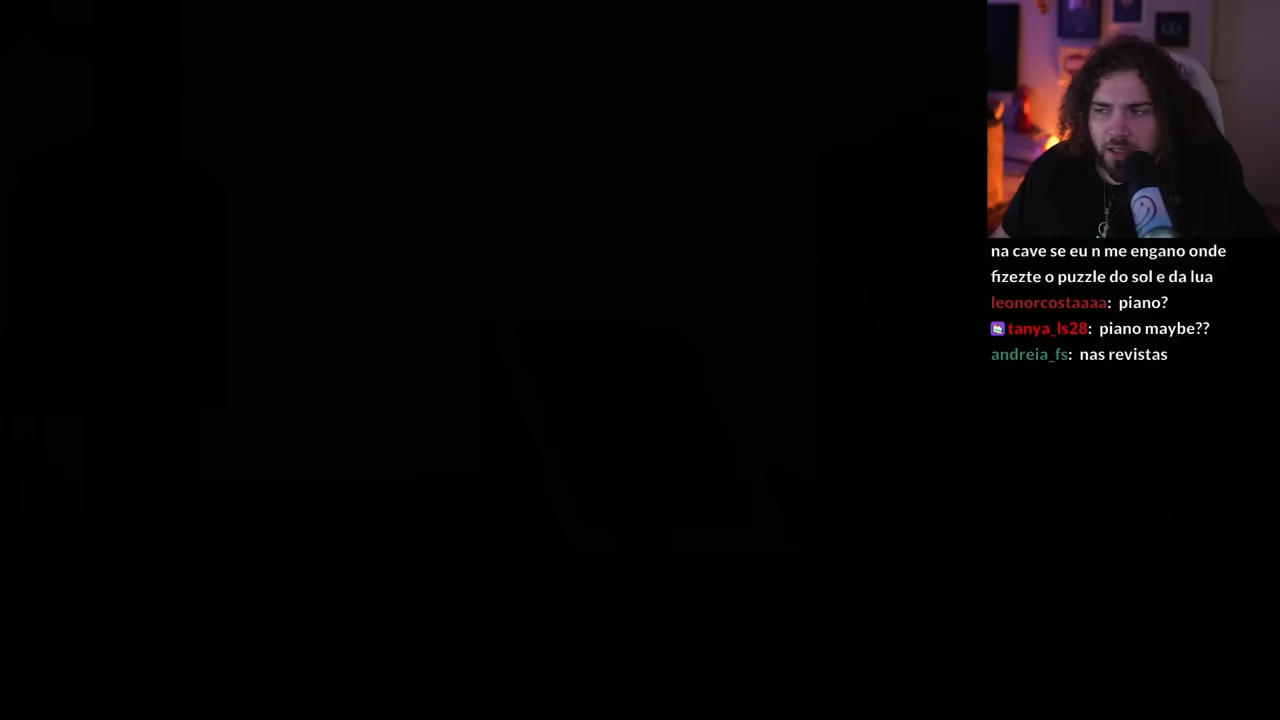 na cave se eu n me engano onde
fizezte o puzzle do sol e da lua
leonorcostaaaa: piano?
tanya_ls28: piano maybe??
andreia_fs: nas revistas